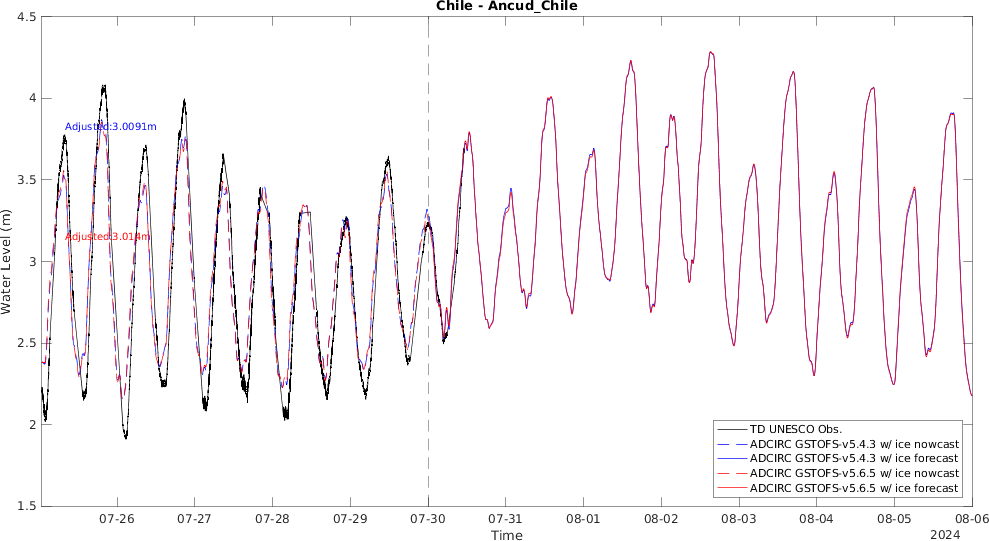 Chile - Ancud_Chile
4.5
4
3.5
3
2.5
2
1.5
Water Level (m)
Adjusted:3.0091m
Adjusted:3.014m
TD UNESCO Obs.
ADCIRC GSTOFS-v5.4.3 w/ ice nowcast
ADCIRC GSTOFS-v5.4.3 w/ ice forecast
ADCIRC GSTOFS-v5.6.5 w/ ice nowcast
ADCIRC GSTOFS-v5.6.5 w/ ice forecast
07-26 07-27 07-28 07-29 07-30 07-31 08-01 08-02 08-03 08-04 08-05 08-06
Time
2024